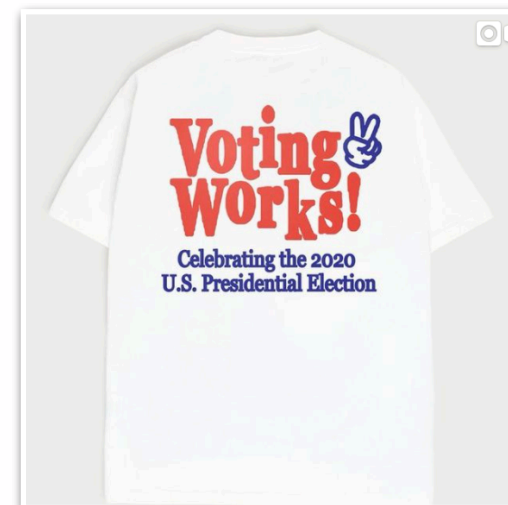 Voting
Works!
Celebrating the 2020
U.S. Presidential Election